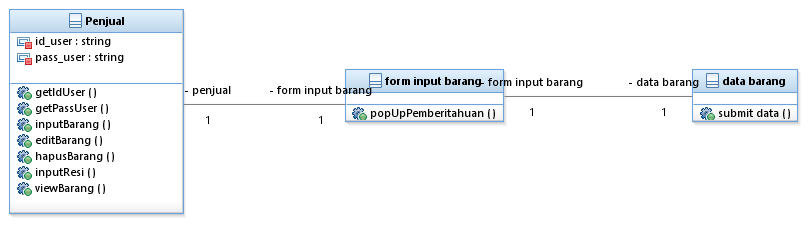 Penjual
id_user : string
pass_user : string
getIdUser ( )
getPassUser ( )
inputBarang ( )
editBarang ( )
hapusBarang ( )
inputResi ( )
viewBarang ( )
- penjual
1
- form input barang
1
form input barang
popUpPemberitahuan ( )
- form input barang
1
- data barang
1
data barang
submit data ( )